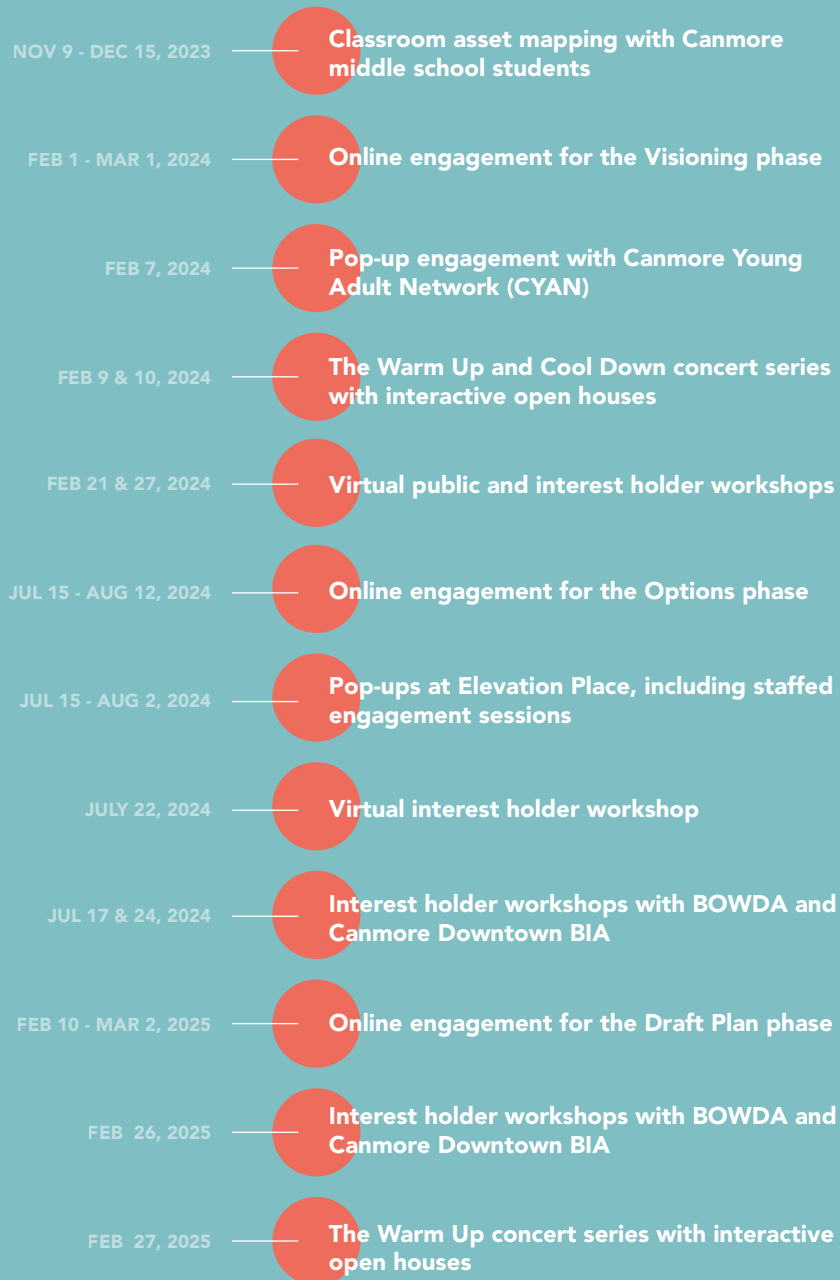 NOV 9 - DEC 15, 2023
Classroom asset mapping with Canmore
middle school students
FEB 1 - MAR 1, 2024
Online engagement for the Visioning phase
FEB 7, 2024
Pop-up engagement with Canmore Young
Adult Network (CYAN)
FEB 9 & 10, 2024
The Warm Up and Cool Down concert series
with interactive open houses
FEB 21 & 27, 2024
Virtual public and interest holder workshops
JUL 15 - AUG 12, 2024
Online engagement for the Options phase
JUL 15 - AUG 2, 2024
Pop-ups at Elevation Place, including staffed
engagement sessions
JULY 22, 2024
Virtual interest holder workshop
JUL 17 & 24, 2024
Interest holder workshops with BOWDA and
Canmore Downtown BIA
FEB 10 - MAR 2, 2025
Online engagement for the Draft Plan phase
FEB 26, 2025
Interest holder workshops with BOWDA and
Canmore Downtown BIA
FEB 27, 2025
The Warm Up concert series with interactive
open houses